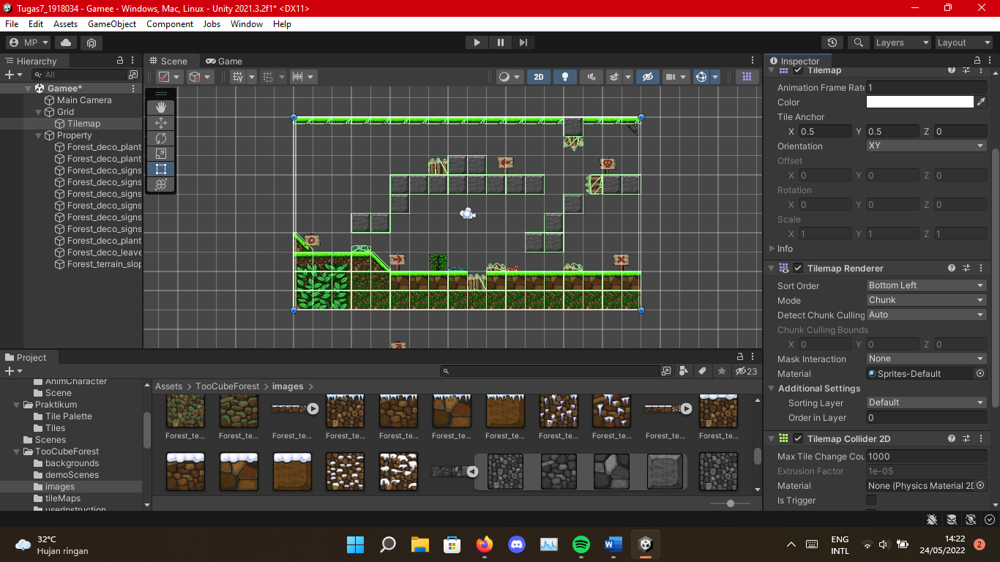 Tugas7_1918034 - Gamee - Windows, Mac, Linux - Unity 2021.3.2f1* <DX11>
File Edit Assets GameObject Component Jobs Window Help
MP Layers Layout
Hierarchy
All
Gamee*
Main Camera
Grid
Tilemap
Property
Forest_deco_plant
Forest_deco_plant
Forest_deco_signs
Forest_deco_signs
Forest_deco_signs
Forest_deco_signs
Forest_deco_signs
Forest_deco_signs
Forest_deco_plant
Forest_deco_leave
Forest_terrain_slop
Scene Game
2D
Inspector
Tilemap
Animation Frame Rate 1
Color
Tile Anchor
X 0.5 Y 0.5 Z 0
Orientation XY
Offset
X 0 Y 0 Z 0
Rotation
X 0 Y 0 Z 0
Scale
X 1 Y 1 Z 1
Info
Tilemap Renderer
Sort Order Bottom Left
Mode Chunk
Detect Chunk Culling Auto
Chunk Culling Bounds
X 0 Y 0 Z 0
Mask Interaction None
Material Sprites-Default
Additional Settings
Sorting Layer Default
Order in Layer 0
Tilemap Collider 2D
Max Tile Change Cou 1000
Extrusion Factor 1e-05
Material None (Physics Material 2D
Is Trigger
Project
23
AnimCharacter
Scene
Praktikum
Tile Palette
Tiles
Scenes
TooCubeForest
backgrounds
demoScenes
images
tileMaps
userInstruction
Assets > TooCubeForest > images >
Forest_te... Forest_te... Forest_te... Forest_te... Forest_te... Forest_te... Forest_te... Forest_te... Forest_te... Forest_te... Forest_te...
32°C
Hujan ringan
ENG
INTL
14:22
24/05/2022
2